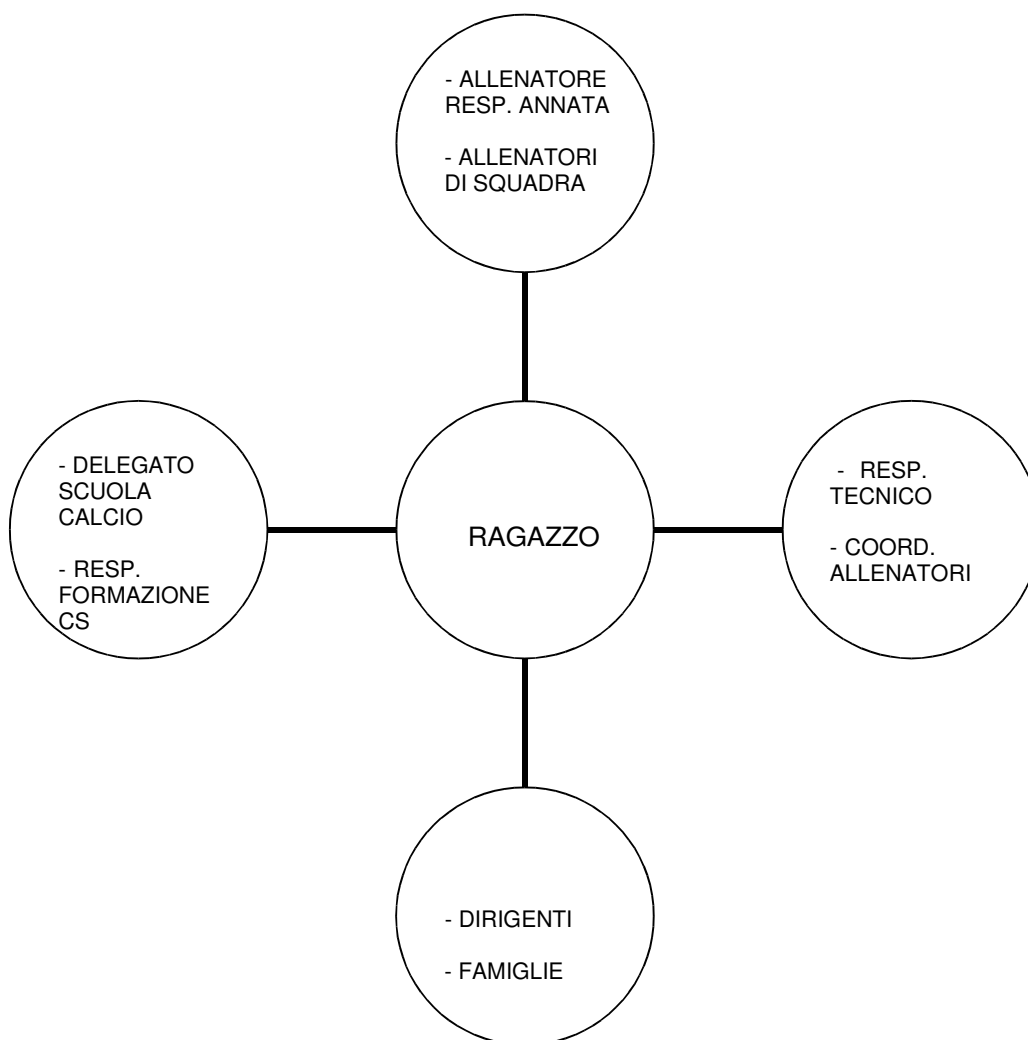 - ALLENATORE
RESP. ANNATA
- ALLENATORI
DI SQUADRA
- DELEGATO
SCUOLA
CALCIO
- RESP.
FORMAZIONE
CS
RAGAZZO
- RESP.
TECNICO
- COORD.
ALLENATORI
- DIRIGENTI
- FAMIGLIE